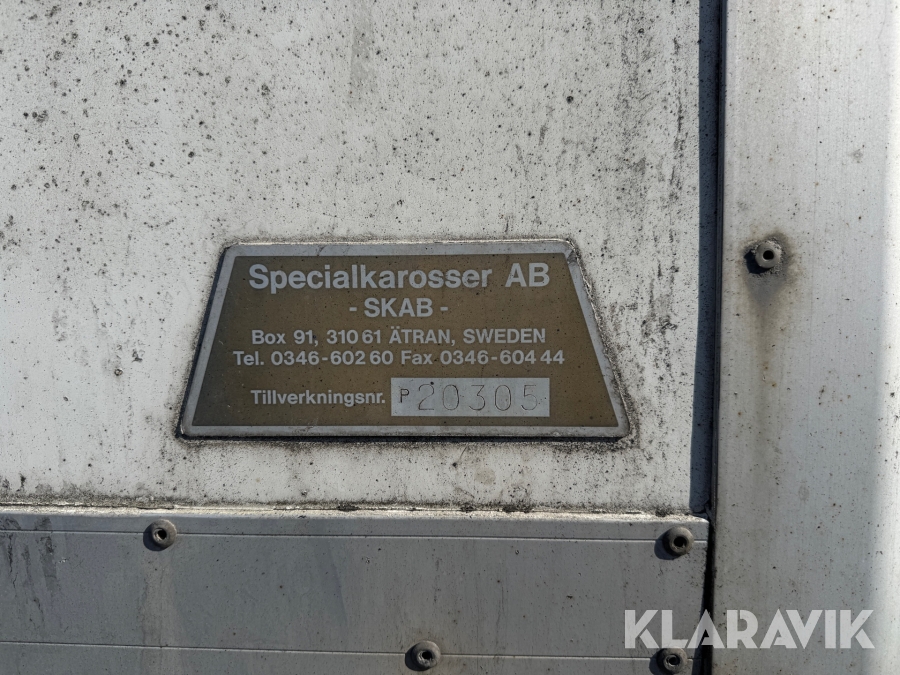 Specialkarosser AB
- SKAB -
Box 91, 310 61 ÄTRAN, SWEDEN
Tel. 0346-602 60 Fax 0346-604 44
Tillverkningsnr. P20305
KLARAVIK